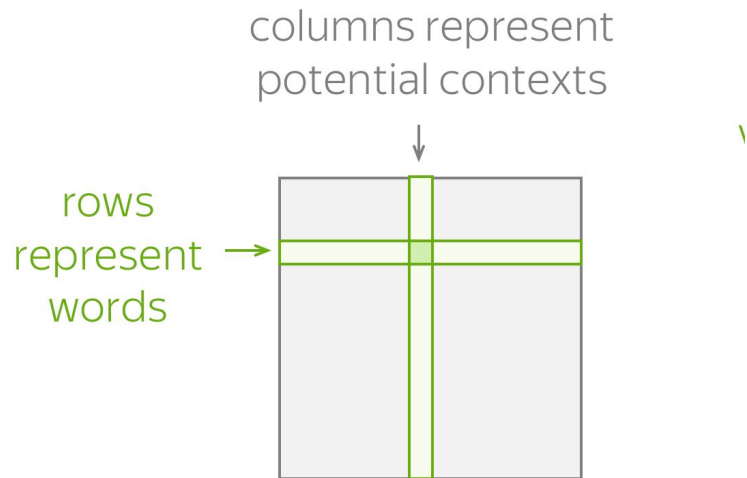 columns represent
potential contexts
rows
represent
words